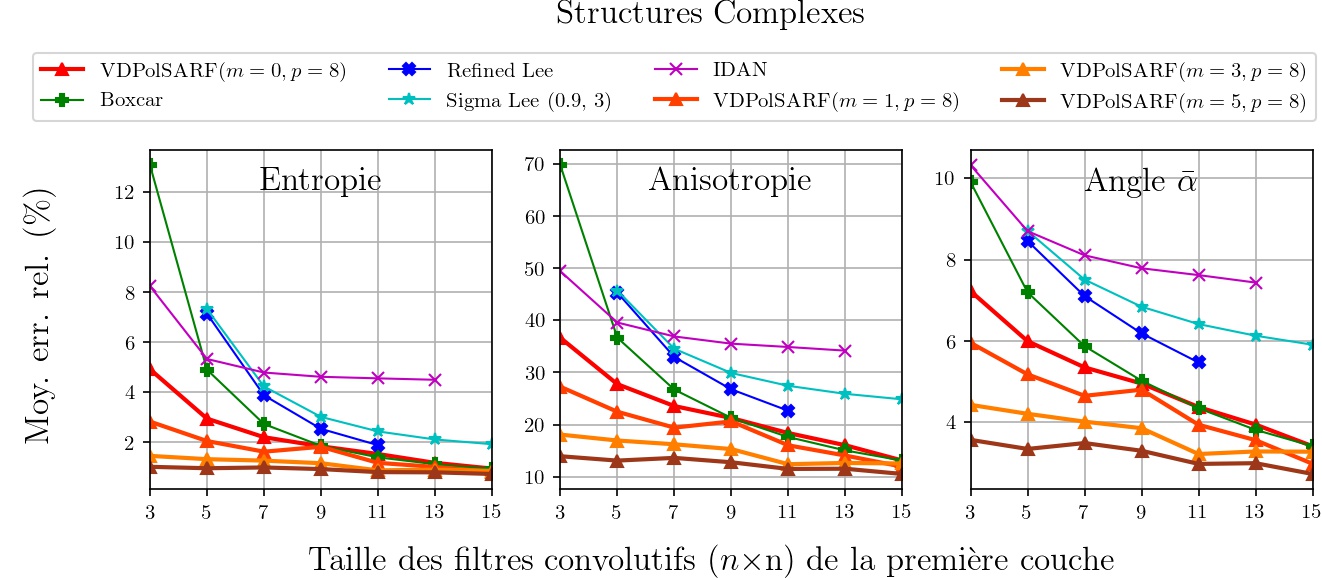 Structures Complexes
VDPolSARF(m = 0, p = 8) Refined Lee IDAN VDPolSARF(m = 3, p = 8)
Boxcar Sigma Lee (0.9, 3) VDPolSARF(m = 1, p = 8) VDPolSARF(m = 5, p = 8)
Entropie
Anisotropie
Angle ᾱ
Moy. err. rel. (%)
12
10
8
6
4
2
3 5 7 9 11 13 15
70
60
50
40
30
20
10
3 5 7 9 11 13 15
10
8
6
4
3 5 7 9 11 13 15
Taille des filtres convolutifs (n×n) de la première couche